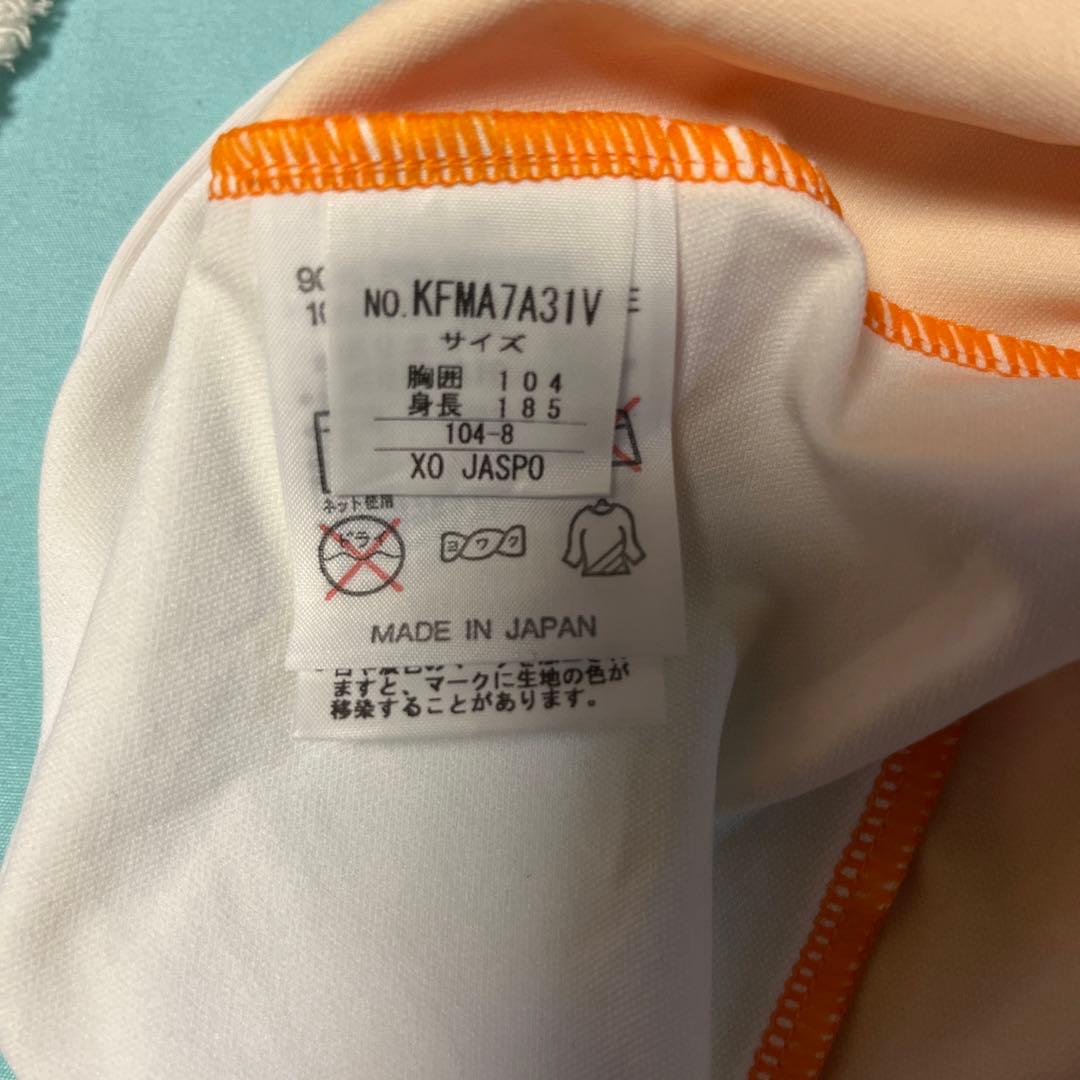 NO.KFMA7A31V
サイズ
胸囲 104
身長 185
104-8
XO JASPO
ネット使用
ドライ
ヨワク
MADE IN JAPAN
ますと、マークに生地の色が
移染することがあります。